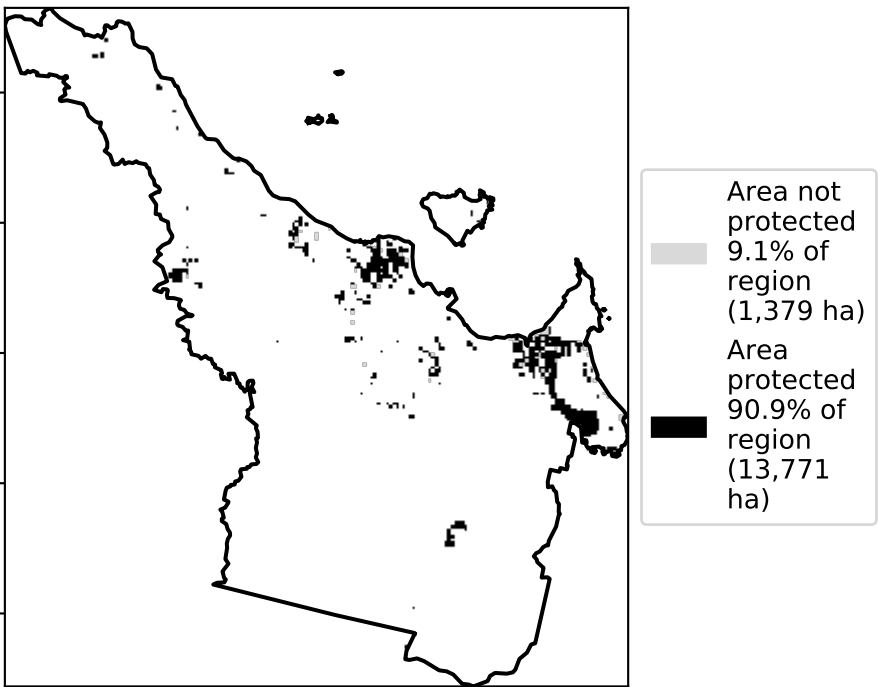 Area not
protected
9.1% of
region
(1,379 ha)
Area
protected
90.9% of
region
(13,771
ha)